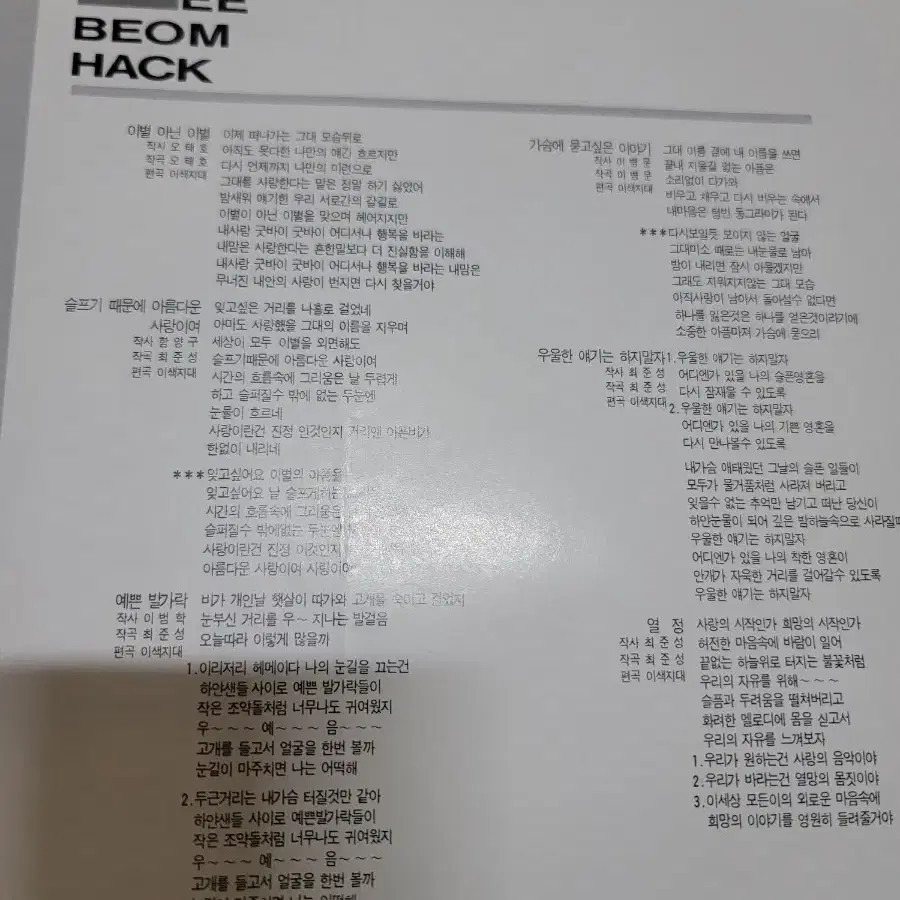 EE
BEOM
HACK
이별 아닌 이별
작사 오 태 호
작곡 오 태 호
편곡 이색지대
이제 떠나가는 그대 모습뒤로
아직도 못다한 나만의 얘긴 흐르지만
다시 언제까지 나만의 미련으로
그대를 사랑한다는 말은 정말 하기 싫었어
밤새워 얘기한 우리 서로간의 갈길로
이별이 아닌 이별을 맞으며 헤어지지만
내사람 굿바이 굿바이 어디서나 행복을 바라는
내맘은 사랑한다는 흔한말보다 더 진실함을 이해해
내사람 굿바이 굿바이 어디서나 행복을 바라는 내맘은
무너진 내안의 사랑이 번지면 다시 찾을거야
슬프기 때문에 아름다운
사랑이여
작사 함 양 구
작곡 최 준 성
편곡 이색지대
잊고싶은 거리를 나홀로 걸었네
아마도 사랑했을 그대의 이름을 지우며
세상이 모두 이별을 외면해도
슬프기때문에 아름다운 사랑이여
시간의 흐름속에 그리움은 날 두렵게
하고 슬퍼질수 밖에 없는 두눈엔
눈물이 흐르네
사랑이란건 진정 인것인지 거리엔 아픈비가
한없이 내리네
***잊고싶어요 이별의 아픔을
잊고싶어요 날 슬프게하는
시간의 흐름속에 그리움은
슬퍼질수 밖에없는 두눈엔
사랑이란건 진정 이것인지
아름다운 사랑이여 사랑이여
예쁜 발가락
작사 이 범 학
작곡 최 준 성
편곡 이색지대
비가 개인날 햇살이 따가와 고개를 숙이고 걸었지
눈부신 거리를 우~ 지나는 발걸음
오늘따라 이렇게 많을까
1.이리저리 헤메이다 나의 눈길을 끄는건
하얀샌들 사이로 예쁜 발가락들이
작은 조약돌처럼 너무나도 귀여웠지
우~~~예~~~음~~~
고개를 들고서 얼굴을 한번 볼까
눈길이 마주치면 나는 어떡해
2.두근거리는 내가슴 터질것만 같아
하얀샌들 사이로 예쁜발가락들이
작은 조약돌처럼 너무나도 귀여웠지
우~~~예~~~음~~~
고개를 들고서 얼굴을 한번 볼까
가슴에 묻고싶은 이야기
작사 이 병 문
작곡 이 병 문
편곡 이색지대
그대 이름 곁에 내 이름을 쓰면
끝내 지울길 없는 아픔은
소리없이 다가와
비우고 채우고 다시 비우는 속에서
내마음은 텅빈 동그라미가 된다
***다시보일듯 보이지 않는 얼굴
그대미소 때로는 내눈물로 남아
밤이 내리면 잠시 아물겠지만
그래도 지워지지않는 그대 모습
아직사랑이 남아서 돌아설수 없다면
하나를 잃은것은 하나를 얻은것이라기에
소중한 아픔마저 가슴에 묻으리
우울한 얘기는 하지말자
작사 최 준 성
작곡 최 준 성
편곡 이색지대
1.우울한 얘기는 하지말자
어디엔가 있을 나의 슬픈영혼을
다시 잠재울 수 있도록
2.우울한 얘기는 하지말자
어디엔가 있을 나의 기쁜 영혼을
다시 만나볼수 있도록
내가슴 애태웠던 그날의 슬픈 일들이
모두가 물거품처럼 사라져 버리고
잊을수 없는 추억만 남기고 떠난 당신이
하얀눈물이 되어 깊은 밤하늘속으로 사라질때
우울한 얘기는 하지말자
어디엔가 있을 나의 착한 영혼이
안개가 자욱한 거리를 걸어갈수 있도록
우울한 얘기는 하지말자
열 정
작사 최 준 성
작곡 최 준 성
편곡 이색지대
사랑의 시작인가 희망의 시작인가
허전한 마음속에 바람이 일어
끝없는 하늘위로 터지는 불꽃처럼
우리의 자유를 위해~~~
슬픔과 두려움을 떨쳐버리고
화려한 멜로디에 몸을 싣고서
우리의 자유를 느껴보자
1.우리가 원하는건 사랑의 음악이야
2.우리가 바라는건 열망의 몸짓이야
3.이세상 모든이의 외로운 마음속에
희망의 이야기를 영원히 들려줄거야